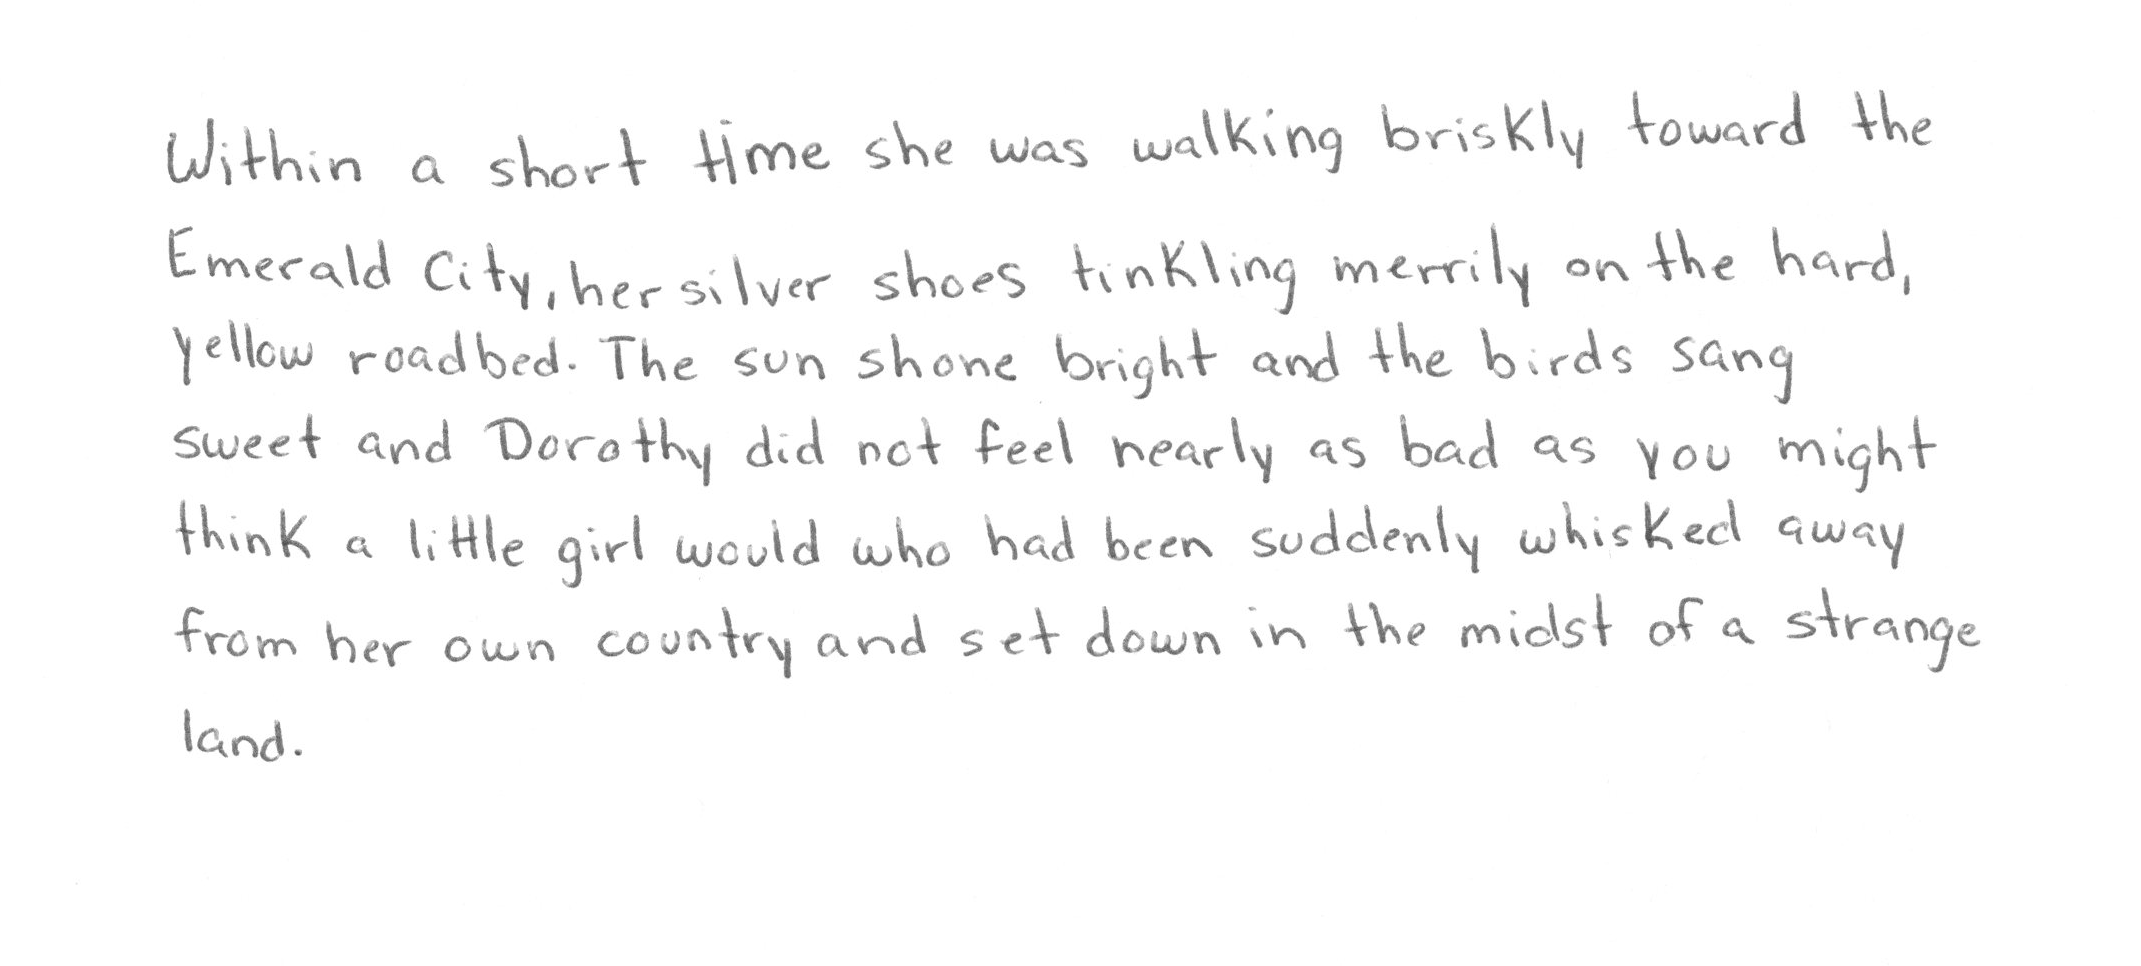 Within a short time she was walking briskly toward the
Emerald City, her silver shoes tinkling merrily on the hard,
yellow roadbed. The sun shone bright and the birds sang
sweet and Dorothy did not feel nearly as bad as you might
think a little girl would who had been suddenly whisked away
from her own country and set down in the midst of a strange
land.